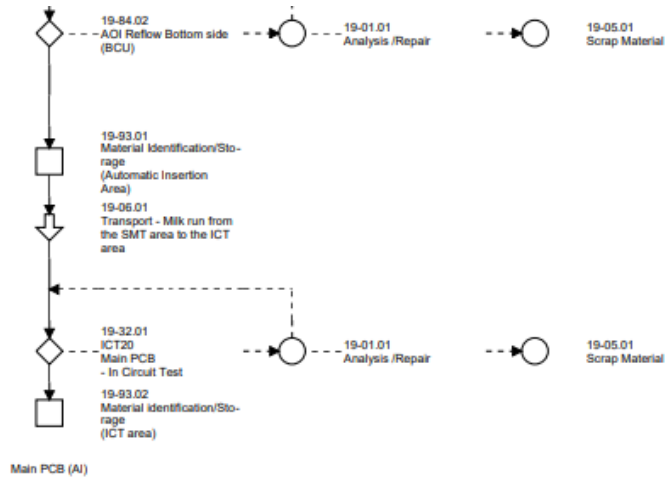 19-84.02
AOI Reflow Bottom side
(BCU)
19-01.01
Analysis /Repair
19-05.01
Scrap Material
19-93.01
Material Identification/Sto-
rage
(Automatic Insertion
Area)
19-06.01
Transport - Milk run from
the SMT area to the ICT
area
19-32.01
ICT20
Main PCB
- In Circuit Test
19-01.01
Analysis /Repair
19-05.01
Scrap Material
19-93.02
Material identification/Sto-
rage
(ICT area)
Main PCB (AI)